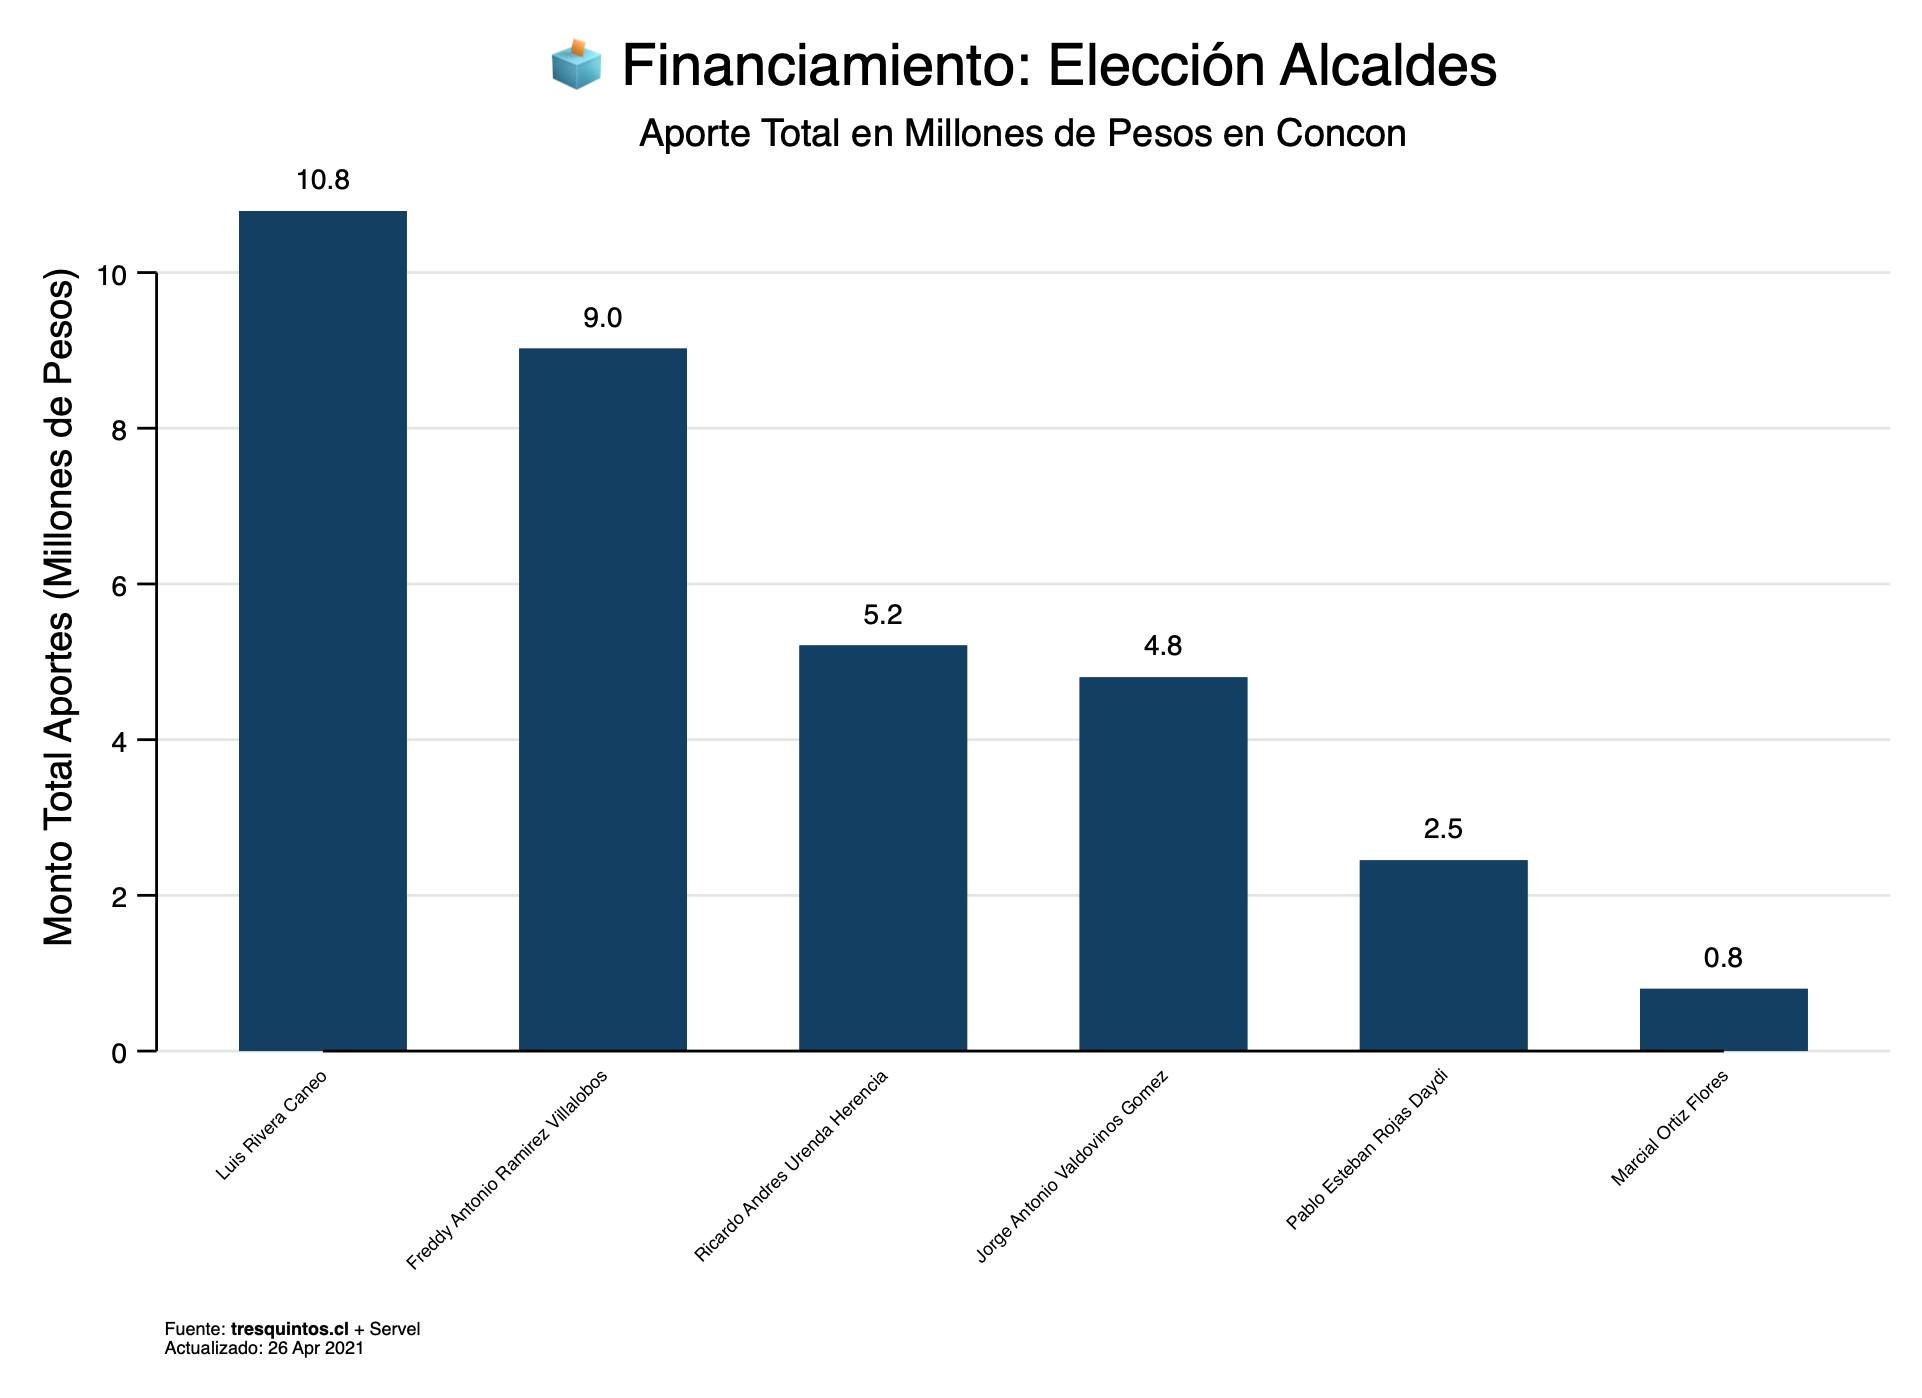 Financiamiento: Elección Alcaldes
Aporte Total en Millones de Pesos en Concon
Monto Total Aportes (Millones de Pesos)
10
8
6
4
2
0
10.8
9.0
5.2
4.8
2.5
0.8
Luis Rivera Caneo
Freddy Antonio Ramirez Villalobos
Ricardo Andres Urenda Herencia
Jorge Antonio Valdovinos Gomez
Pablo Esteban Rojas Daydi
Marcial Ortiz Flores
Fuente: tresquintos.cl + Servel
Actualizado: 26 Apr 2021